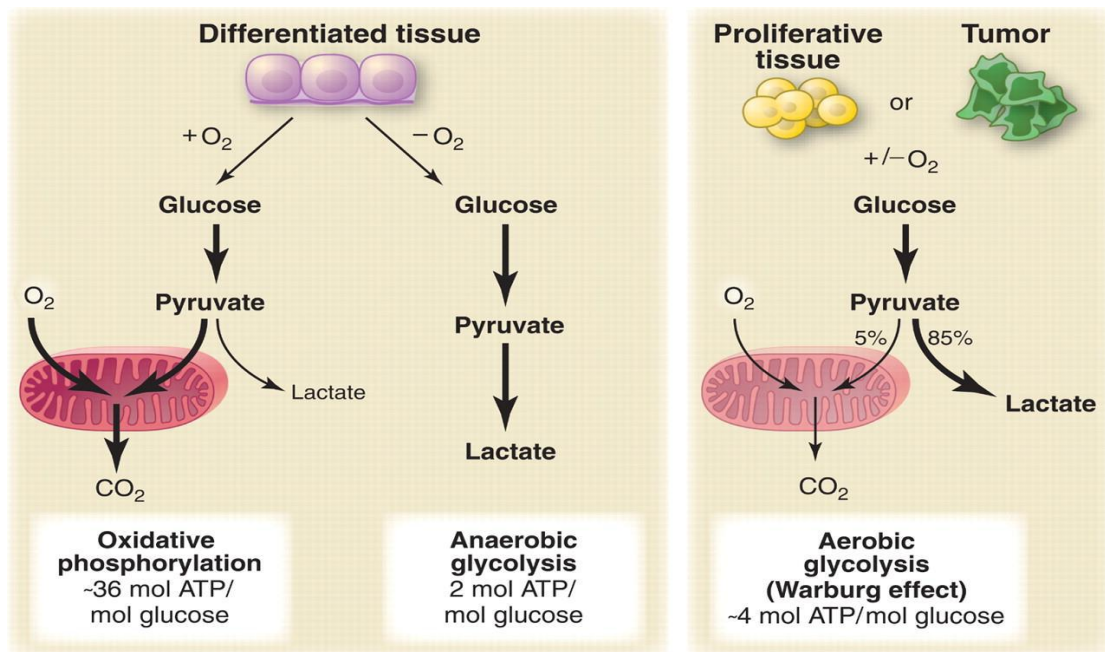 Differentiated tissue
+ O2
− O2
Glucose
Glucose
O2
Pyruvate
Pyruvate
Lactate
Lactate
CO2
Oxidative
phosphorylation
~36 mol ATP/
mol glucose
Anaerobic
glycolysis
2 mol ATP/
mol glucose
Proliferative
tissue
or
Tumor
+/− O2
Glucose
O2
Pyruvate
5%
85%
Lactate
CO2
Aerobic
glycolysis
(Warburg effect)
~4 mol ATP/mol glucose